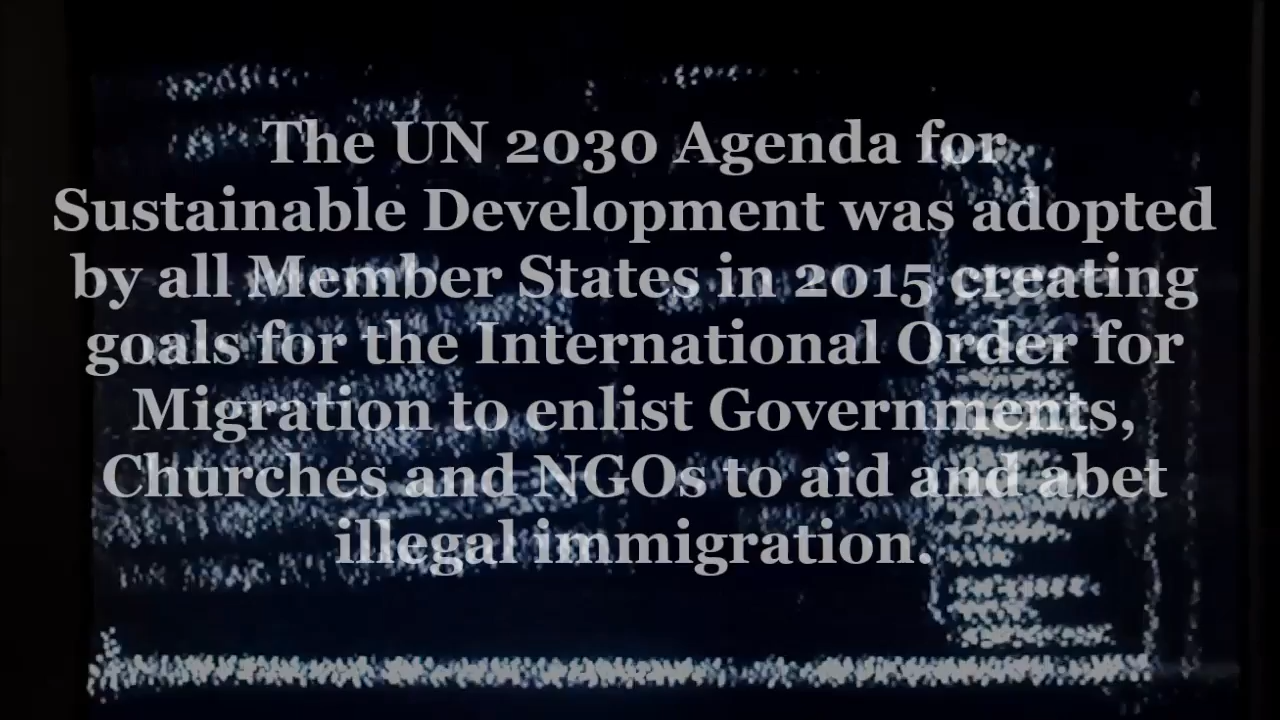 The UN 2030 Agenda for
Sustainable Development was adopted
by all Member States in 2015 creating
goals for the International Order for
Migration to enlist Governments,
Churches and NGOs to aid and abet
illegal immigration.